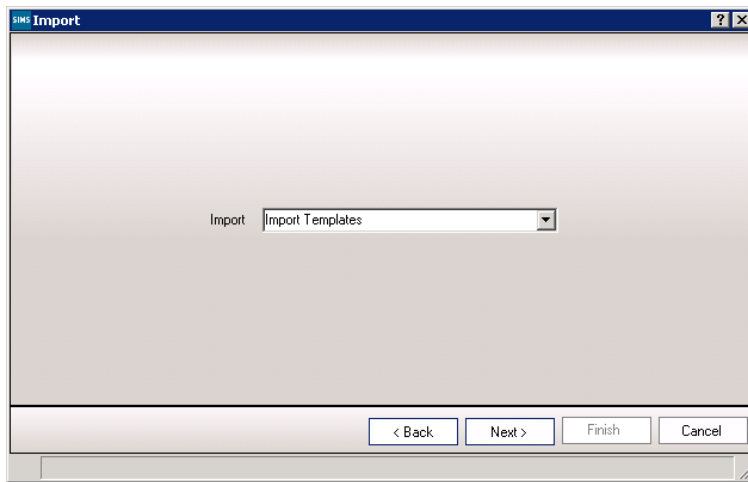 SIMS Import ? X
Import Import Templates
< Back Next > Finish Cancel